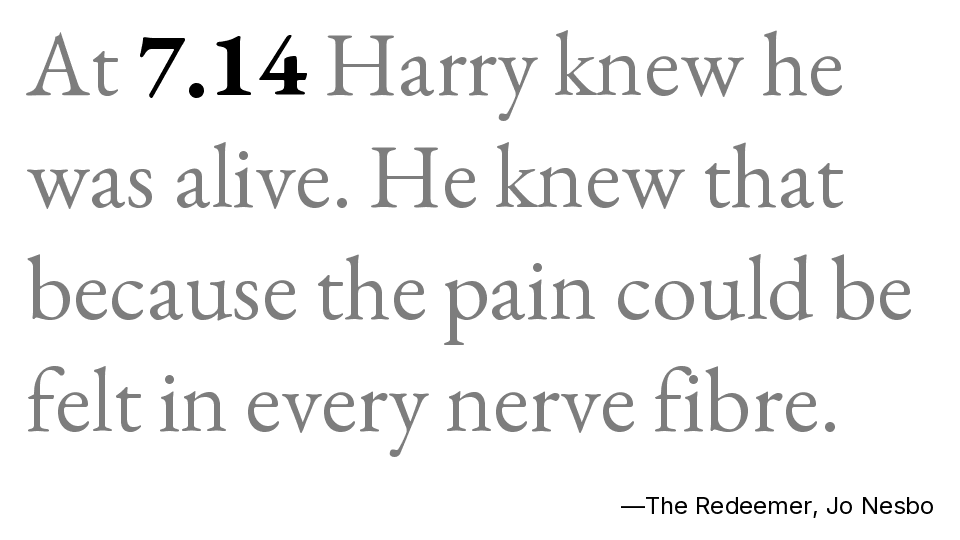 At 7.14 Harry knew he
was alive. He knew that
because the pain could be
felt in every nerve fibre.
—The Redeemer, Jo Nesbo